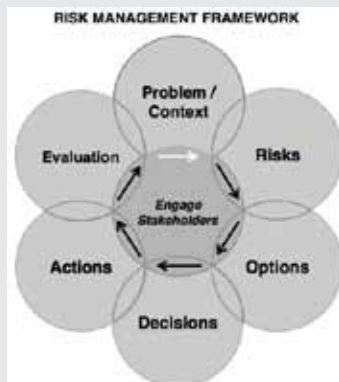 RISK MANAGEMENT FRAMEWORK
Problem /
Context
Risks
Options
Decisions
Actions
Evaluation
Engage
Stakeholders